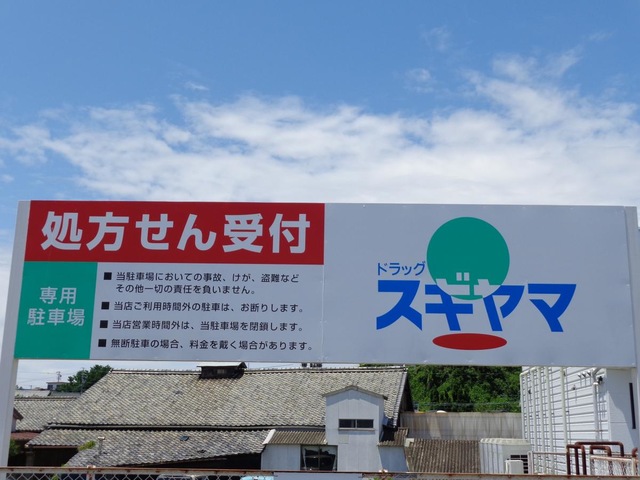 処方せん受付
専用
駐車場
■ 当駐車場においての事故、けが、盗難など
その他一切の責任を負いません。
■ 当店ご利用時間外の駐車は、お断りします。
■ 当店営業時間外は、当駐車場を閉鎖します。
■ 無断駐車の場合、料金を戴く場合があります。
ドラッグ
スギヤマ